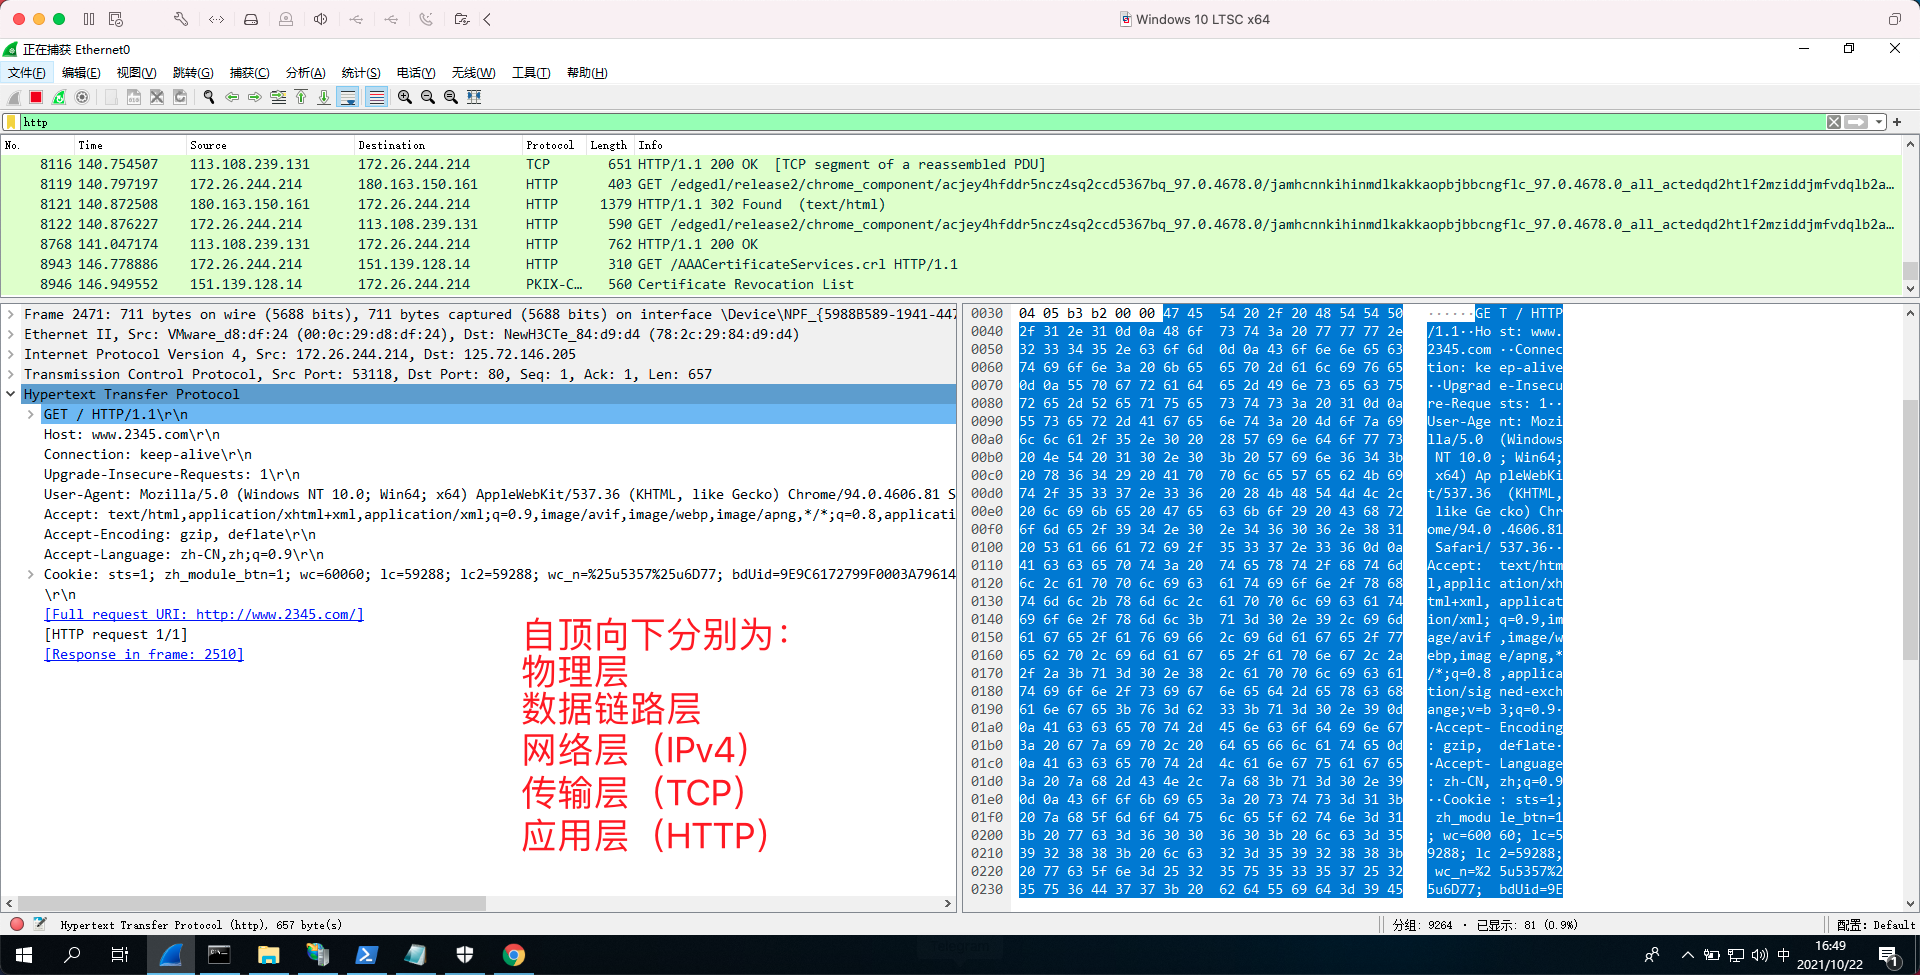 Windows 10 LTSC x64
正在捕获 Ethernet0
文件(F) 编辑(E) 视图(V) 跳转(G) 捕获(C) 分析(A) 统计(S) 电话(Y) 无线(W) 工具(T) 帮助(H)
http
No. Time Source Destination Protocol Length Info
8116 140.754507 113.108.239.131 172.26.244.214 TCP 651 HTTP/1.1 200 OK  [TCP segment of a reassembled PDU]
8119 140.797197 172.26.244.214 180.163.150.161 HTTP 403 GET /edgedl/release2/chrome_component/acjey4hfddr5ncz4sq2ccd5367bq_97.0.4678.0/jamhcnnkihinmdlkakkaopbjbbcngflc_97.0.4678.0_all_actedqd2htlf2mziddjmfvdqlb2a…
8121 140.872508 180.163.150.161 172.26.244.214 HTTP 1379 HTTP/1.1 302 Found  (text/html)
8122 140.876227 172.26.244.214 113.108.239.131 HTTP 590 GET /edgedl/release2/chrome_component/acjey4hfddr5ncz4sq2ccd5367bq_97.0.4678.0/jamhcnnkihinmdlkakkaopbjbbcngflc_97.0.4678.0_all_actedqd2htlf2mziddjmfvdqlb2a…
8768 141.047174 113.108.239.131 172.26.244.214 HTTP 762 HTTP/1.1 200 OK
8943 146.778886 172.26.244.214 151.139.128.14 HTTP 310 GET /AAACertificateServices.crl HTTP/1.1
8946 146.949552 151.139.128.14 172.26.244.214 PKIX-C… 560 Certificate Revocation List
Frame 2471: 711 bytes on wire (5688 bits), 711 bytes captured (5688 bits) on interface \Device\NPF_{5988B589-1941-447
Ethernet II, Src: VMware_d8:df:24 (00:0c:29:d8:df:24), Dst: NewH3CTe_84:d9:d4 (78:2c:29:84:d9:d4)
Internet Protocol Version 4, Src: 172.26.244.214, Dst: 125.72.146.205
Transmission Control Protocol, Src Port: 53118, Dst Port: 80, Seq: 1, Ack: 1, Len: 657
Hypertext Transfer Protocol
GET / HTTP/1.1\r\n
Host: www.2345.com\r\n
Connection: keep-alive\r\n
Upgrade-Insecure-Requests: 1\r\n
User-Agent: Mozilla/5.0 (Windows NT 10.0; Win64; x64) AppleWebKit/537.36 (KHTML, like Gecko) Chrome/94.0.4606.81 S
Accept: text/html,application/xhtml+xml,application/xml;q=0.9,image/avif,image/webp,image/apng,*/*;q=0.8,applicati
Accept-Encoding: gzip, deflate\r\n
Accept-Language: zh-CN,zh;q=0.9\r\n
Cookie: sts=1; zh_module_btn=1; wc=60060; lc=59288; lc2=59288; wc_n=%25u5357%25u6D77; bdUid=9E9C6172799F0003A79614
\r\n
[Full request URI: http://www.2345.com/]
[HTTP request 1/1]
[Response in frame: 2510]
自顶向下分别为：
物理层
数据链路层
网络层（IPv4）
传输层（TCP）
应用层（HTTP）
0030 04 05 b3 b2 00 00 47 45 54 20 2f 20 48 54 54 50 ······GE T / HTTP
0040 2f 31 2e 31 0d 0a 48 6f 73 74 3a 20 77 77 77 2e /1.1··Ho st: www.
0050 32 33 34 35 2e 63 6f 6d 0d 0a 43 6f 6e 6e 65 63 2345.com ··Connec
0060 74 69 6f 6e 3a 20 6b 65 65 70 2d 61 6c 69 76 65 tion: ke ep-alive
0070 0d 0a 55 70 67 72 61 64 65 2d 49 6e 73 65 63 75 ··Upgrad e-Insecu
0080 72 65 2d 52 65 71 75 65 73 74 73 3a 20 31 0d 0a re-Reque sts: 1··
0090 55 73 65 72 2d 41 67 65 6e 74 3a 20 4d 6f 7a 69 User-Age nt: Mozi
00a0 6c 6c 61 2f 35 2e 30 20 28 57 69 6e 64 6f 77 73 lla/5.0  (Windows
00b0 20 4e 54 20 31 30 2e 30 3b 20 57 69 6e 36 34 3b NT 10.0 ; Win64;
00c0 20 78 36 34 29 20 41 70 70 6c 65 57 65 62 4b 69 x64) Ap pleWebKi
00d0 74 2f 35 33 37 2e 33 36 20 28 4b 48 54 4d 4c 2c t/537.36  (KHTML,
00e0 20 6c 69 6b 65 20 47 65 63 6b 6f 29 20 43 68 72 like Ge cko) Chr
00f0 6f 6d 65 2f 39 34 2e 30 2e 34 36 30 36 2e 38 31 ome/94.0 .4606.81
0100 20 53 61 66 61 72 69 2f 35 33 37 2e 33 36 0d 0a Safari/ 537.36··
0110 41 63 63 65 70 74 3a 20 74 65 78 74 2f 68 74 6d Accept:  text/htm
0120 6c 2c 61 70 70 6c 69 63 61 74 69 6f 6e 2f 78 68 l,applic ation/xh
0130 74 6d 6c 2b 78 6d 6c 2c 61 70 70 6c 69 63 61 74 tml+xml, applicat
0140 69 6f 6e 2f 78 6d 6c 3b 71 3d 30 2e 39 2c 69 6d ion/xml; q=0.9,im
0150 61 67 65 2f 61 76 69 66 2c 69 6d 61 67 65 2f 77 age/avif ,image/w
0160 65 62 70 2c 69 6d 61 67 65 2f 61 70 6e 67 2c 2a ebp,imag e/apng,*
0170 2f 2a 3b 71 3d 30 2e 38 2c 61 70 70 6c 69 63 61 /*;q=0.8 ,applica
0180 74 69 6f 6e 2f 73 69 67 6e 65 64 2d 65 78 63 68 tion/sig ned-exch
0190 61 6e 67 65 3b 76 3d 62 33 3b 71 3d 30 2e 39 0d ange;v=b 3;q=0.9·
01a0 0a 41 63 63 65 70 74 2d 45 6e 63 6f 64 69 6e 67 ·Accept- Encoding
01b0 3a 20 67 7a 69 70 2c 20 64 65 66 6c 61 74 65 0d : gzip,  deflate·
01c0 0a 41 63 63 65 70 74 2d 4c 61 6e 67 75 61 67 65 ·Accept- Language
01d0 3a 20 7a 68 2d 43 4e 2c 7a 68 3b 71 3d 30 2e 39 : zh-CN, zh;q=0.9
01e0 0d 0a 43 6f 6f 6b 69 65 3a 20 73 74 73 3d 31 3b ··Cookie : sts=1;
01f0 20 7a 68 5f 6d 6f 64 75 6c 65 5f 62 74 6e 3d 31 zh_modu le_btn=1
0200 3b 20 77 63 3d 36 30 30 36 30 3b 20 6c 63 3d 35 ; wc=600 60; lc=5
0210 39 32 38 38 3b 20 6c 63 32 3d 35 39 32 38 38 3b 9288; lc 2=59288;
0220 20 77 63 5f 6e 3d 25 32 35 75 35 33 35 37 25 32 wc_n=%2 5u5357%2
0230 35 75 36 44 37 37 3b 20 62 64 55 69 64 3d 39 45 5u6D77;  bdUid=9E
Hypertext Transfer Protocol (http), 657 byte(s)
分组: 9264 · 已显示: 81 (0.9%)
配置: Default
中
16:49
2021/10/22
1